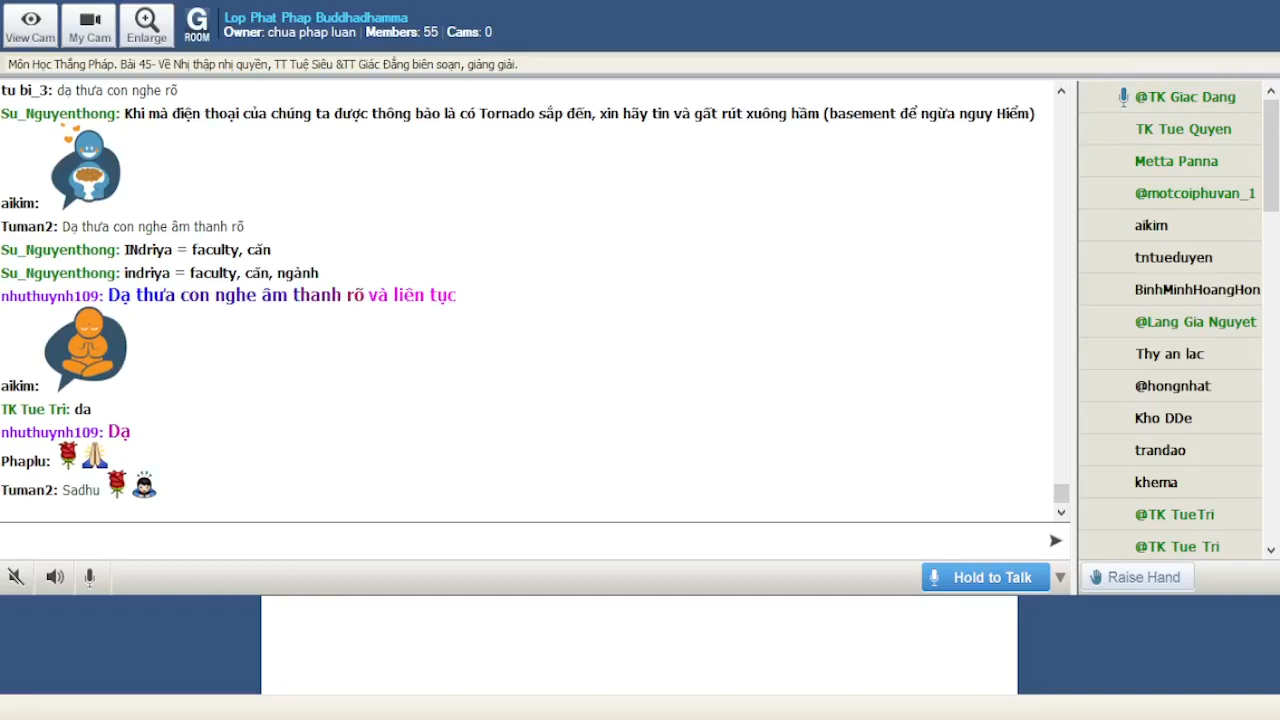 View Cam
My Cam
Enlarge
G
ROOM
Lop Phat Phap Buddhadhamma
Owner: chua phap luan | Members: 55 | Cams: 0
Môn Học Thắng Pháp. Bài 45- Về Nhị thập nhị quyền, TT Tuệ Siêu &TT Giác Đẳng biên soạn, giảng giải.
tu bi_3: dạ thưa con nghe rõ
Su_Nguyenthong: Khi mà điện thoại của chúng ta được thông bào là có Tornado sắp đến, xin hãy tin và gất rút xuông hầm (basement để ngừa nguy Hiểm)
aikim:
Tuman2: Dạ thưa con nghe âm thanh rõ
Su_Nguyenthong: INdriya = faculty, căn
Su_Nguyenthong: indriya = faculty, căn, ngành
nhuthuynh109: Dạ thưa con nghe âm thanh rõ và liên tục
aikim:
TK Tue Tri: da
nhuthuynh109: Dạ
Phaplu:
Tuman2: Sadhu
@TK Giac Dang
TK Tue Quyen
Metta Panna
@motcoiphuvan_1
aikim
tntueduyen
BinhMinhHoangHon
@Lang Gia Nguyet
Thy an lac
@hongnhat
Kho DDe
trandao
khema
@TK TueTri
@TK Tue Tri
Hold to Talk
Raise Hand